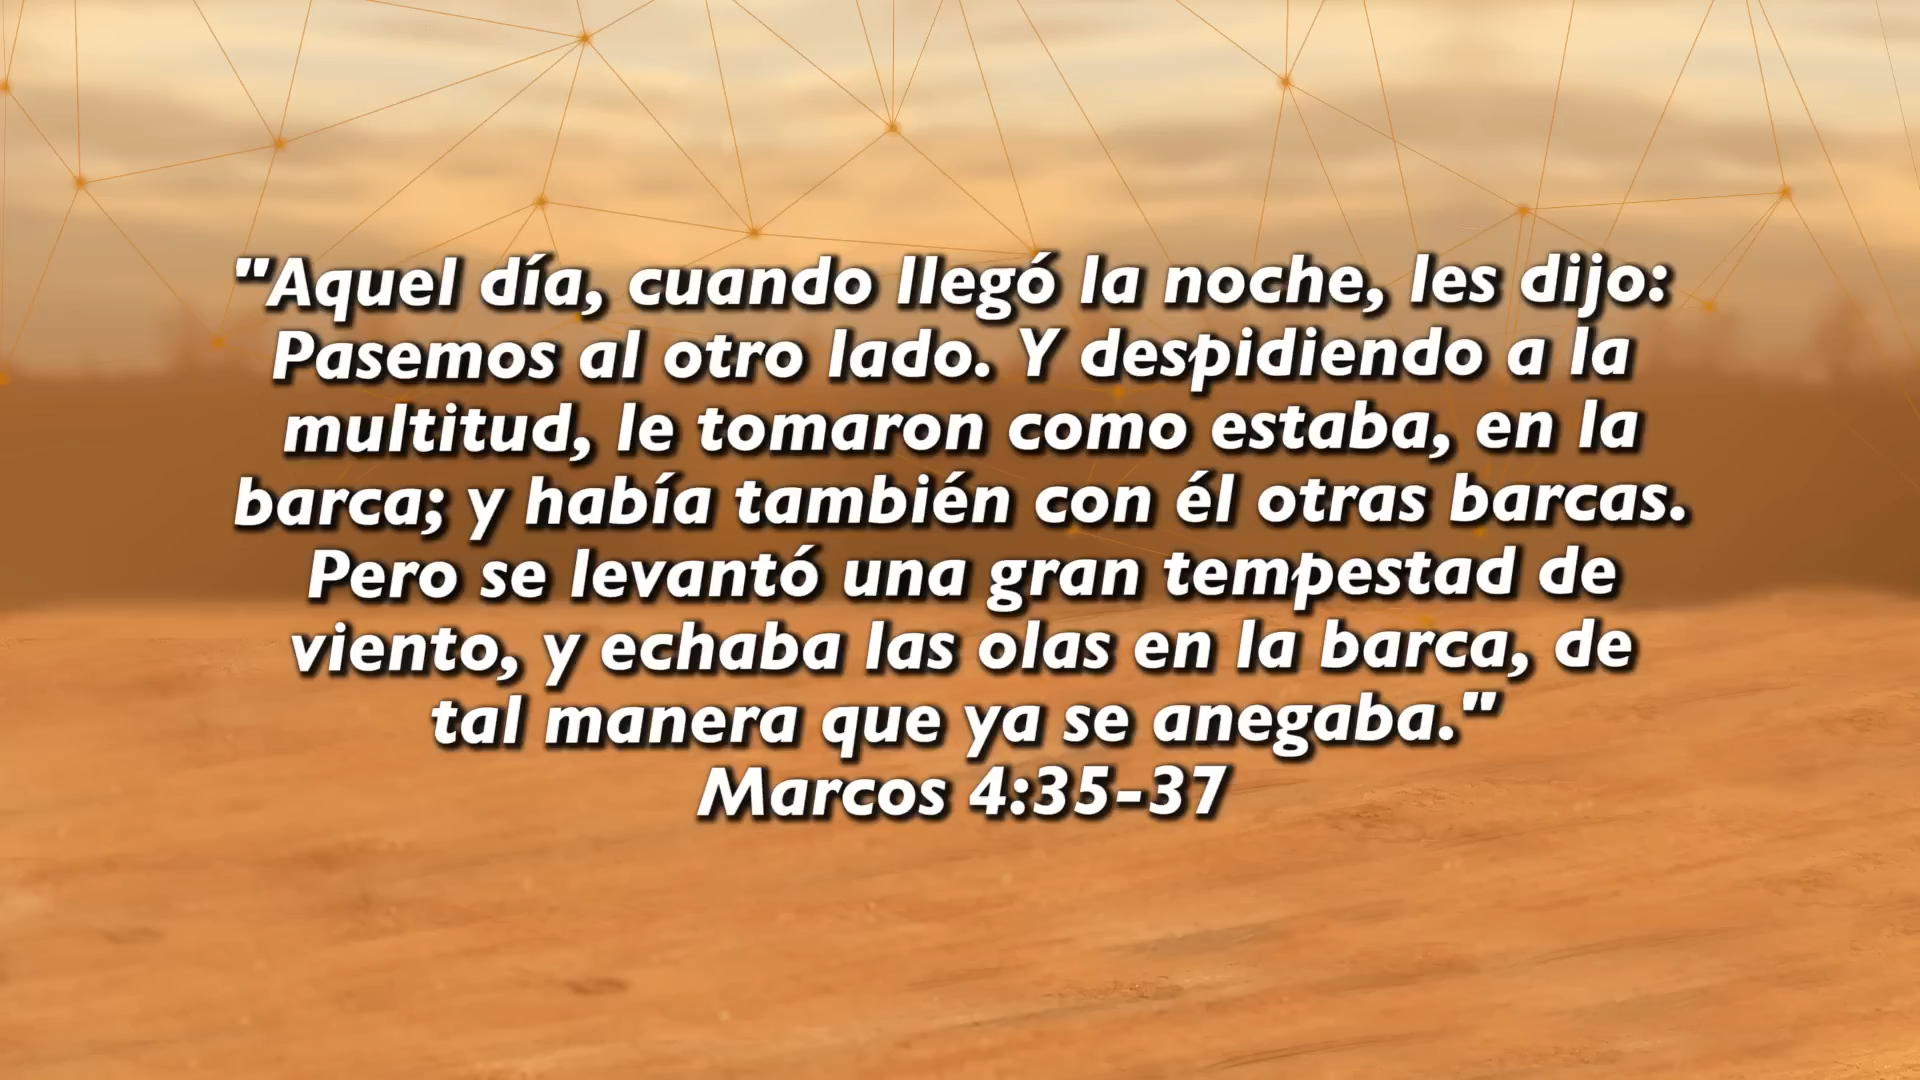 "Aquel día, cuando llegó la noche, les dijo:
Pasemos al otro lado. Y despidiendo a la
multitud, le tomaron como estaba, en la
barca; y había también con él otras barcas.
Pero se levantó una gran tempestad de
viento, y echaba las olas en la barca, de
tal manera que ya se anegaba."
Marcos 4:35-37